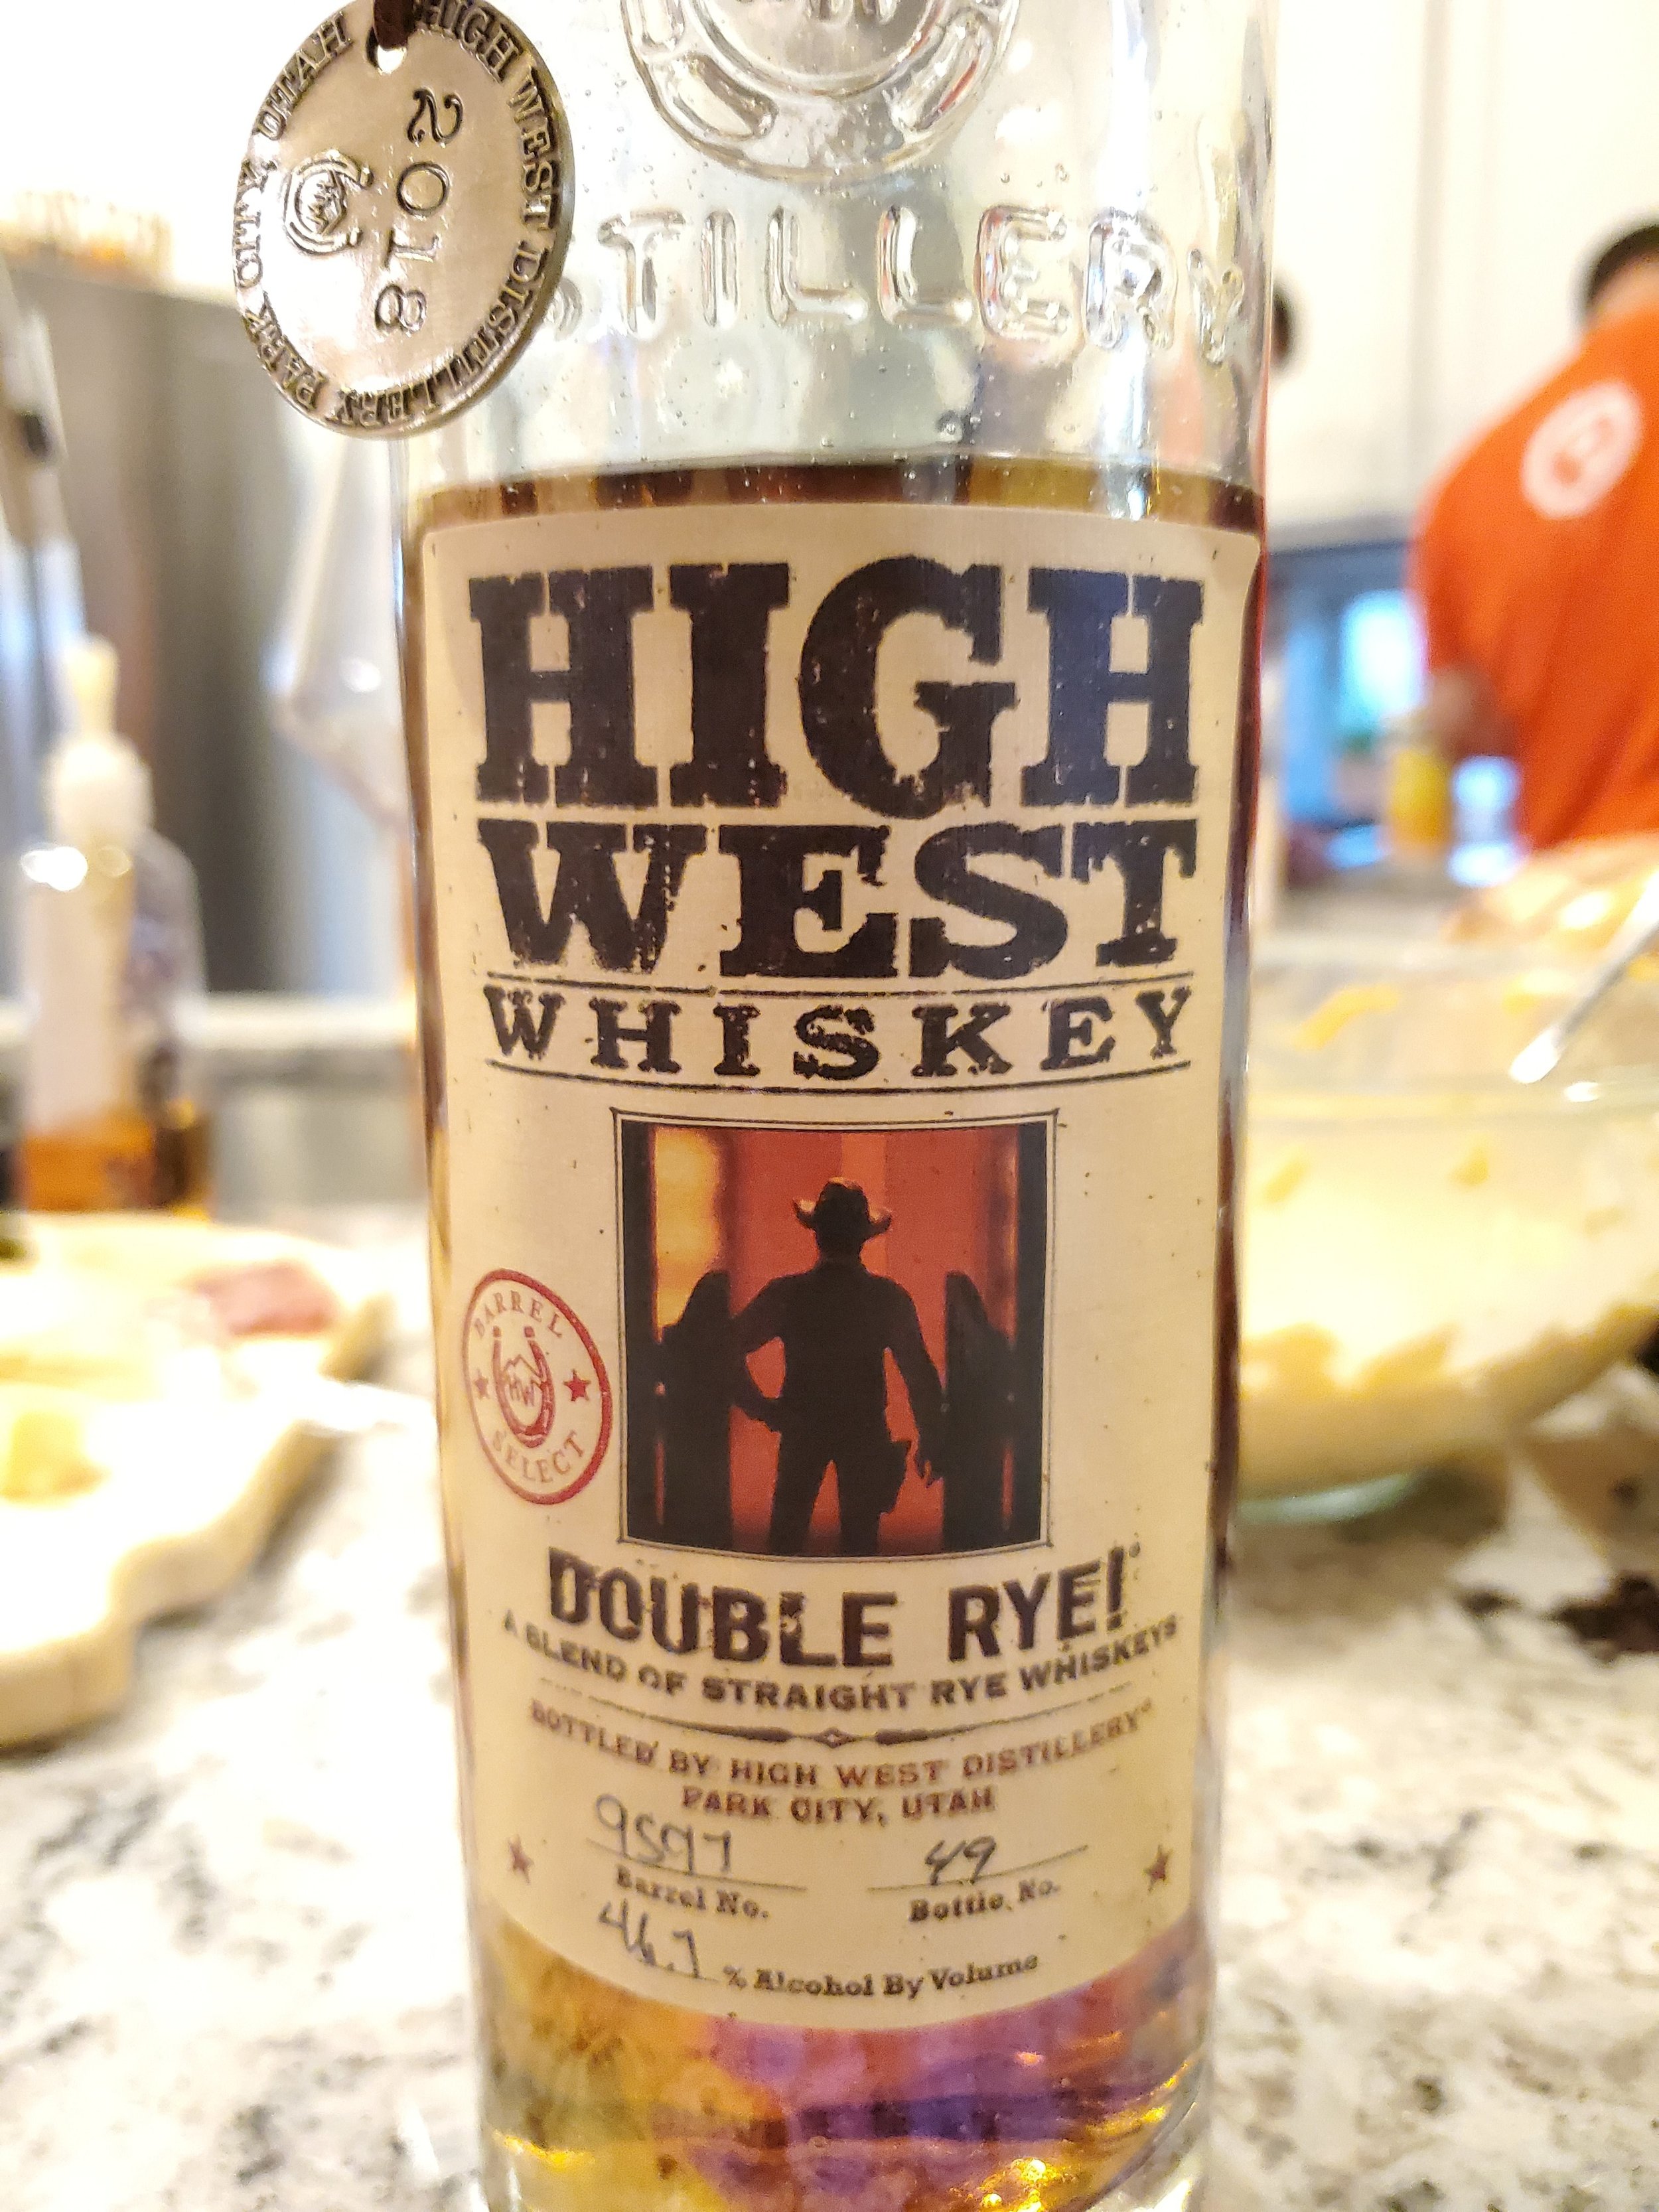 HIGH WEST DISTILLERY PARK CITY, UTAH
2018
DISTILLERY
HIGH
WEST
WHISKEY
BARREL
HW
SELECT
DOUBLE RYE!
A BLEND OF STRAIGHT RYE WHISKEYS
BOTTLED BY HIGH WEST DISTILLERY®
PARK CITY, UTAH
9597 49
Barrel No. Bottle No.
46.7 % Alcohol By Volume